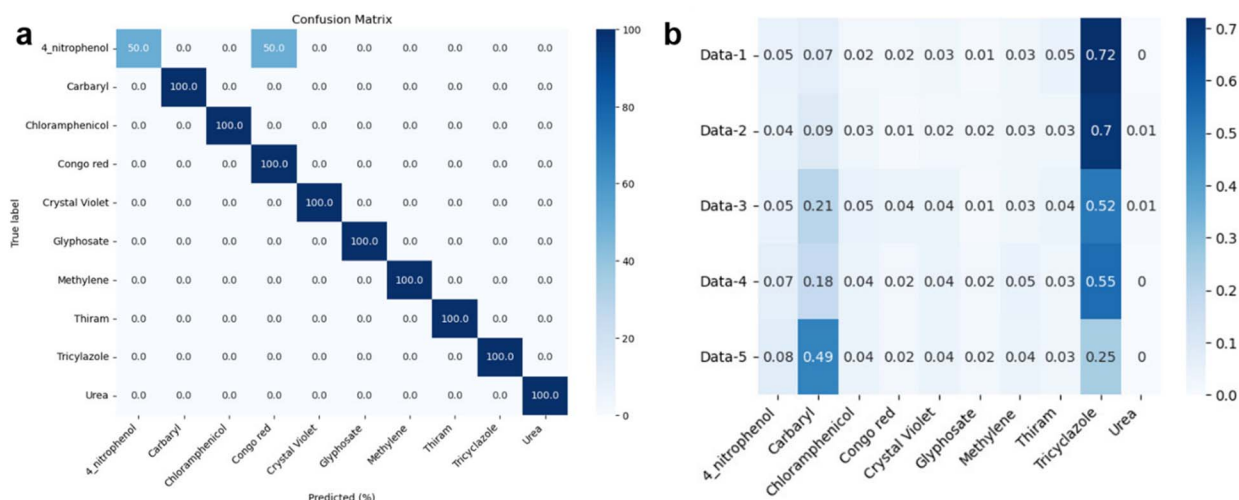 a
Confusion Matrix
4_nitrophenol 50.0 0.0 0.0 50.0 0.0 0.0 0.0 0.0 0.0 0.0
Carbaryl 0.0 100.0 0.0 0.0 0.0 0.0 0.0 0.0 0.0 0.0
Chloramphenicol 0.0 0.0 100.0 0.0 0.0 0.0 0.0 0.0 0.0 0.0
Congo red 0.0 0.0 0.0 100.0 0.0 0.0 0.0 0.0 0.0 0.0
Crystal Violet 0.0 0.0 0.0 0.0 100.0 0.0 0.0 0.0 0.0 0.0
Glyphosate 0.0 0.0 0.0 0.0 0.0 100.0 0.0 0.0 0.0 0.0
Methylene 0.0 0.0 0.0 0.0 0.0 0.0 100.0 0.0 0.0 0.0
Thiram 0.0 0.0 0.0 0.0 0.0 0.0 0.0 100.0 0.0 0.0
Tricylazole 0.0 0.0 0.0 0.0 0.0 0.0 0.0 0.0 100.0 0.0
Urea 0.0 0.0 0.0 0.0 0.0 0.0 0.0 0.0 0.0 100.0
True label
4_nitrophenol
Carbaryl
Chloramphenicol
Congo red
Crystal Violet
Glyphosate
Methylene
Thiram
Tricyclazole
Urea
Predicted (%)
100
80
60
40
20
0
b
Data-1 0.05 0.07 0.02 0.02 0.03 0.01 0.03 0.05 0.72 0
Data-2 0.04 0.09 0.03 0.01 0.02 0.02 0.03 0.03 0.7 0.01
Data-3 0.05 0.21 0.05 0.04 0.04 0.01 0.03 0.04 0.52 0.01
Data-4 0.07 0.18 0.04 0.02 0.04 0.02 0.05 0.03 0.55 0
Data-5 0.08 0.49 0.04 0.02 0.04 0.02 0.04 0.03 0.25 0
4_nitrophenol
Carbaryl
Chloramphenicol
Congo red
Crystal Violet
Glyphosate
Methylene
Thiram
Tricyclazole
Urea
0.7
0.6
0.5
0.4
0.3
0.2
0.1
0.0